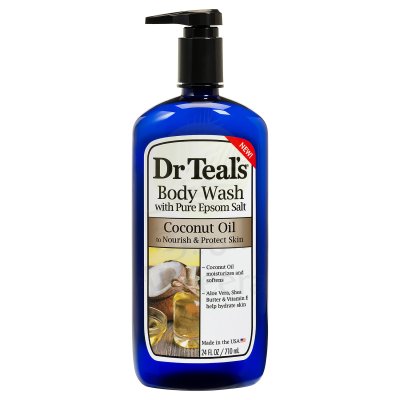 NEW!
Dr Teal's
Body Wash
with Pure Epsom Salt
Coconut Oil
to Nourish & Protect Skin
- Coconut Oil
moisturizes and
softens
- Aloe Vera, Shea
Butter & Vitamin E
help hydrate skin
Made in the USA
24 FL OZ / 710 mL